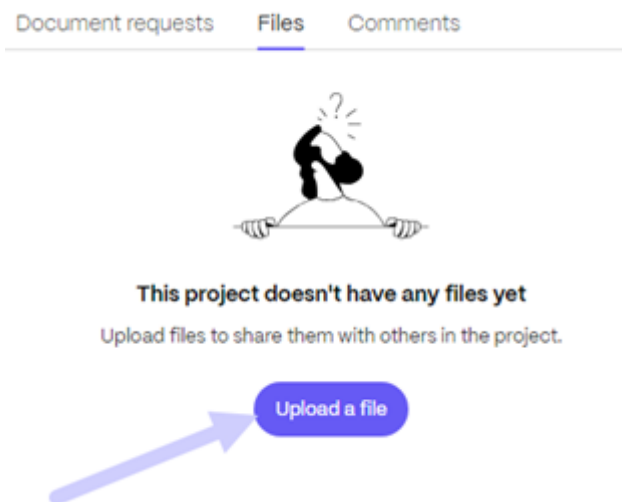 Document requests Files Comments
?
This project doesn't have any files yet
Upload files to share them with others in the project.
Upload a file